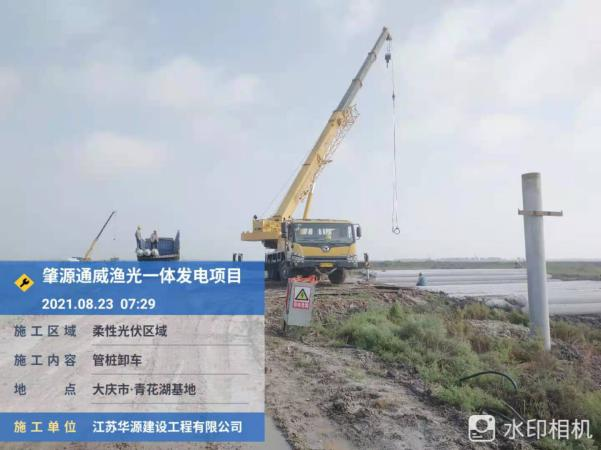 肇源通威渔光一体发电项目
2021.08.23 07:29
施工区域 柔性光伏区域
施工内容 管桩卸车
地点 大庆市·青花湖基地
施工单位 江苏华源建设工程有限公司
水印相机